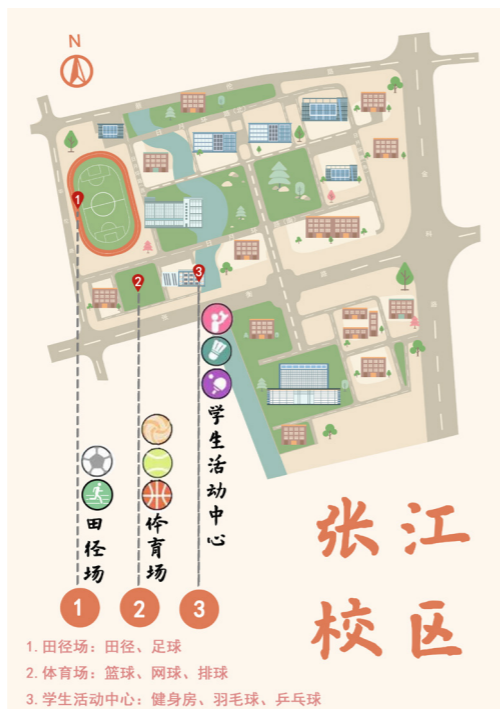 N
1
2
3
学生活动中心
体育场
田径场
1
2
3
张江
校区
1.田径场：田径、足球
2.体育场：篮球、网球、排球
3.学生活动中心：健身房、羽毛球、乒乓球